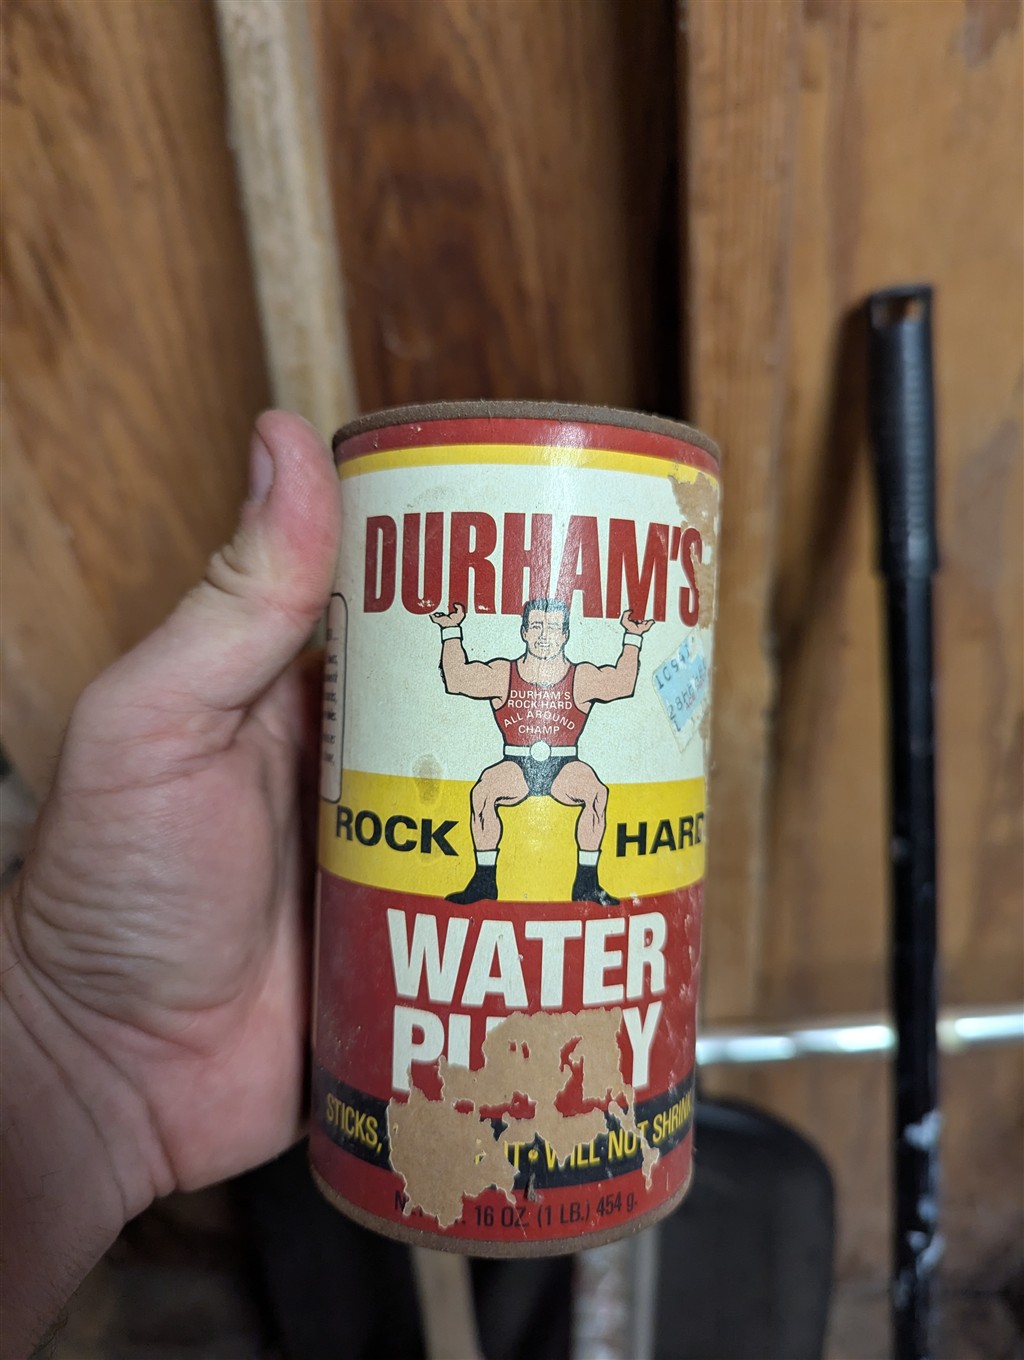 DURHAM'S
DURHAM'S
ROCK HARD
ALL AROUND
CHAMP
ROCK HARD
WATER
STICKS, WILL NOT SHRINK
16 OZ. (1 LB.) 454 g.